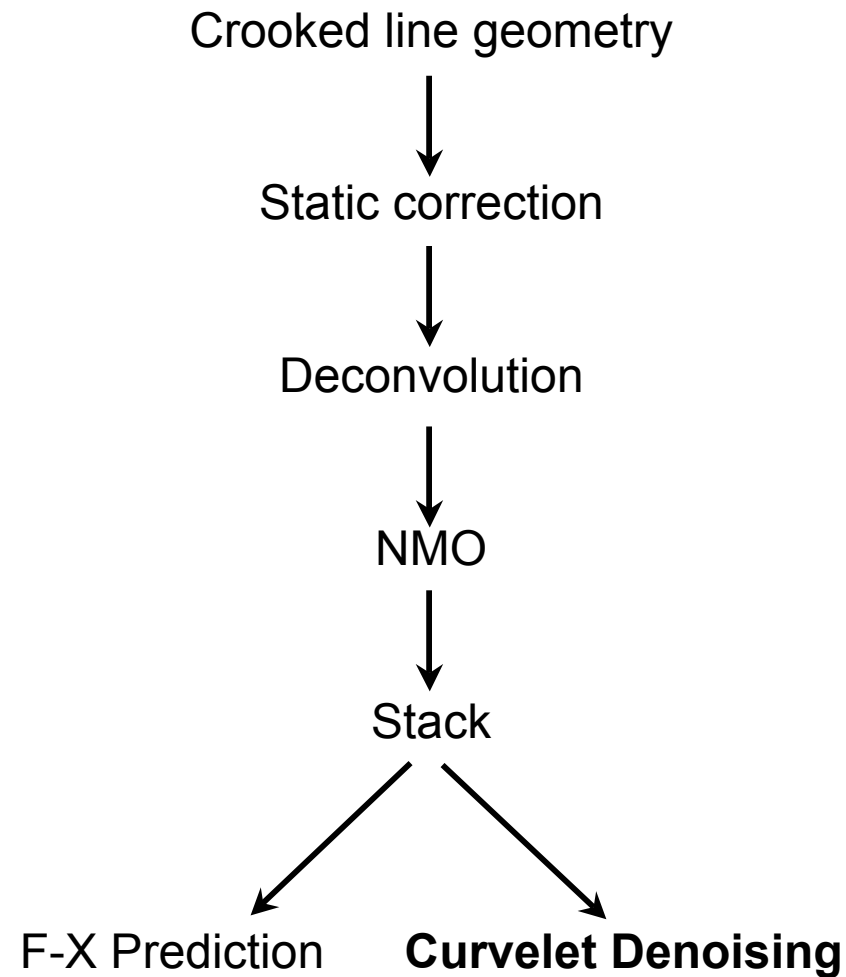 Crooked line geometry
Static correction
Deconvolution
NMO
Stack
F-X Prediction
Curvelet Denoising